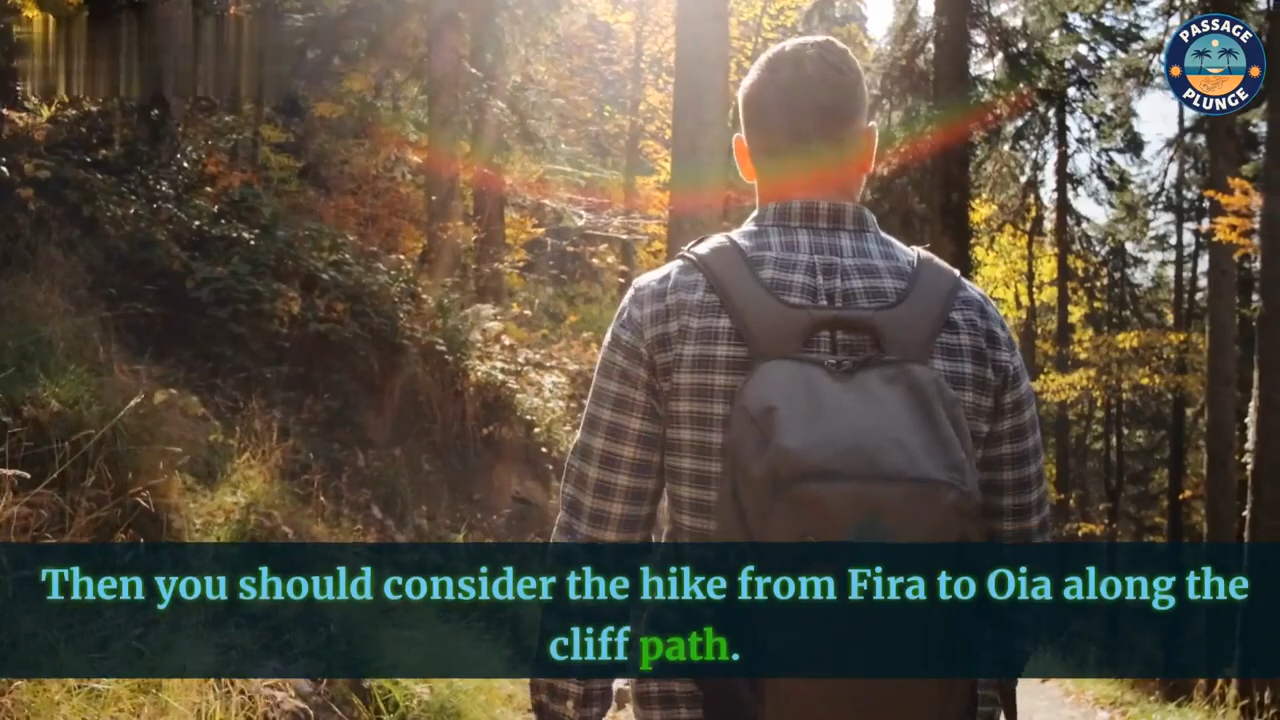 PASSAGE
PLUNGE
Then you should consider the hike from Fira to Oia along the
cliff path.